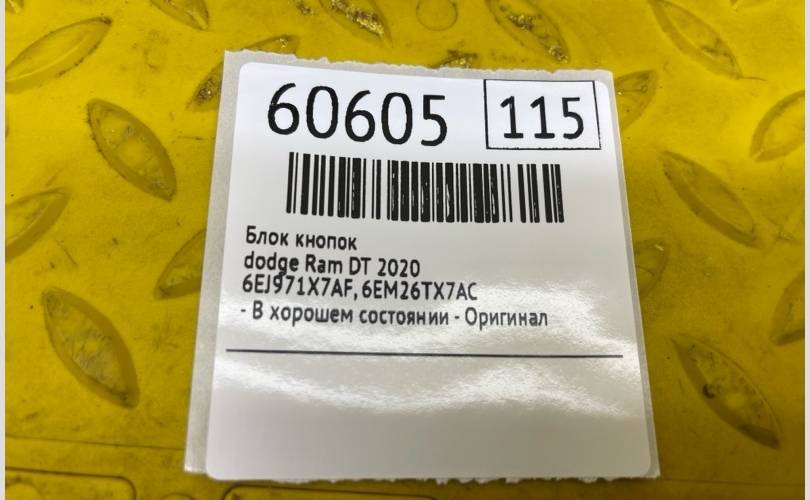 60605 115
Блок кнопок
dodge Ram DT 2020
6EJ971X7AF, 6EM26TX7AC
- В хорошем состоянии - Оригинал